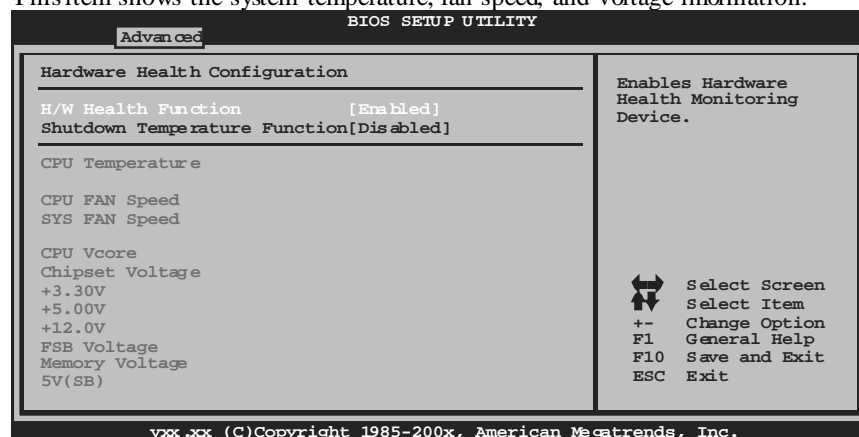 This item shows the system temperature, fan speed, and voltage information.
BIOS SETUP UTILITY
Advanced
Hardware Health Configuration
H/W Health Function [Enabled]
Shutdown Temperature Function[Disabled]
CPU Temperature
CPU FAN Speed
SYS FAN Speed
CPU Vcore
Chipset Voltage
+3.30V
+5.00V
+12.0V
FSB Voltage
Memory Voltage
5V(SB)
Enables Hardware
Health Monitoring
Device.
Select Screen
Select Item
+- Change Option
F1 General Help
F10 Save and Exit
ESC Exit
vxx.xx (C)Copyright 1985-200x, American Megatrends, Inc.